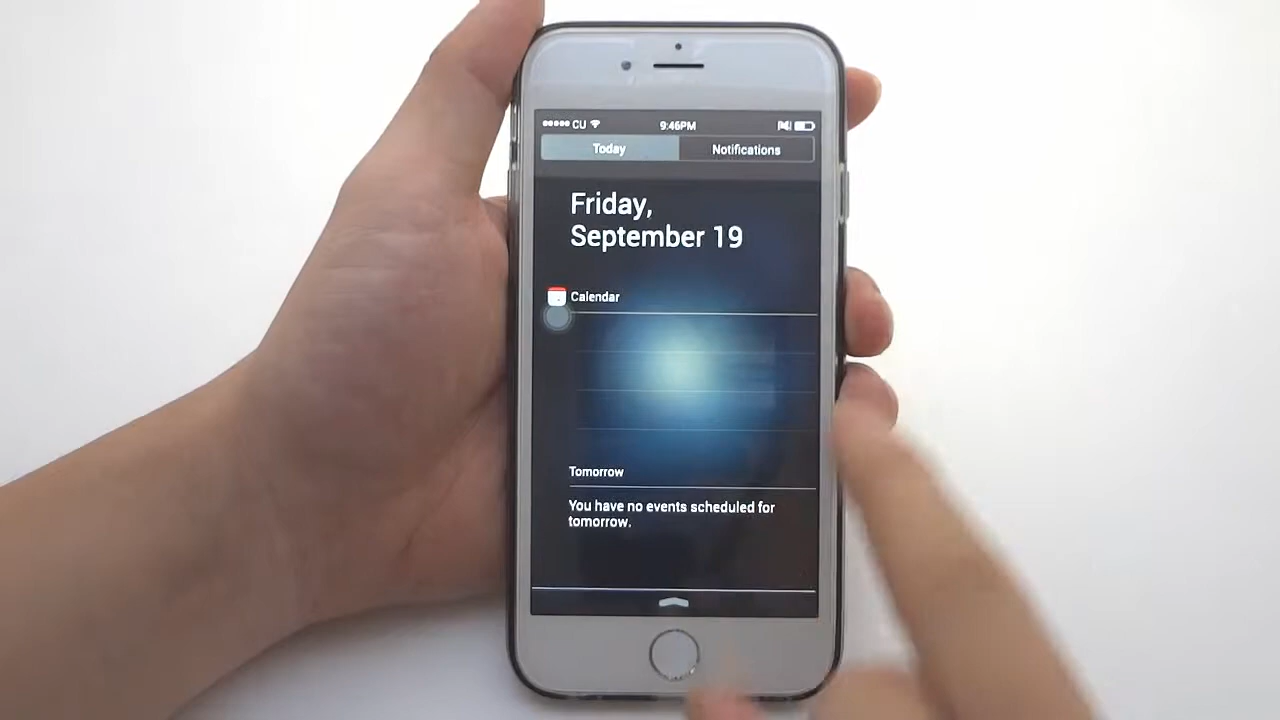 CU 9:46PM
Today Notifications
Friday,
September 19
Calendar
Tomorrow
You have no events scheduled for
tomorrow.